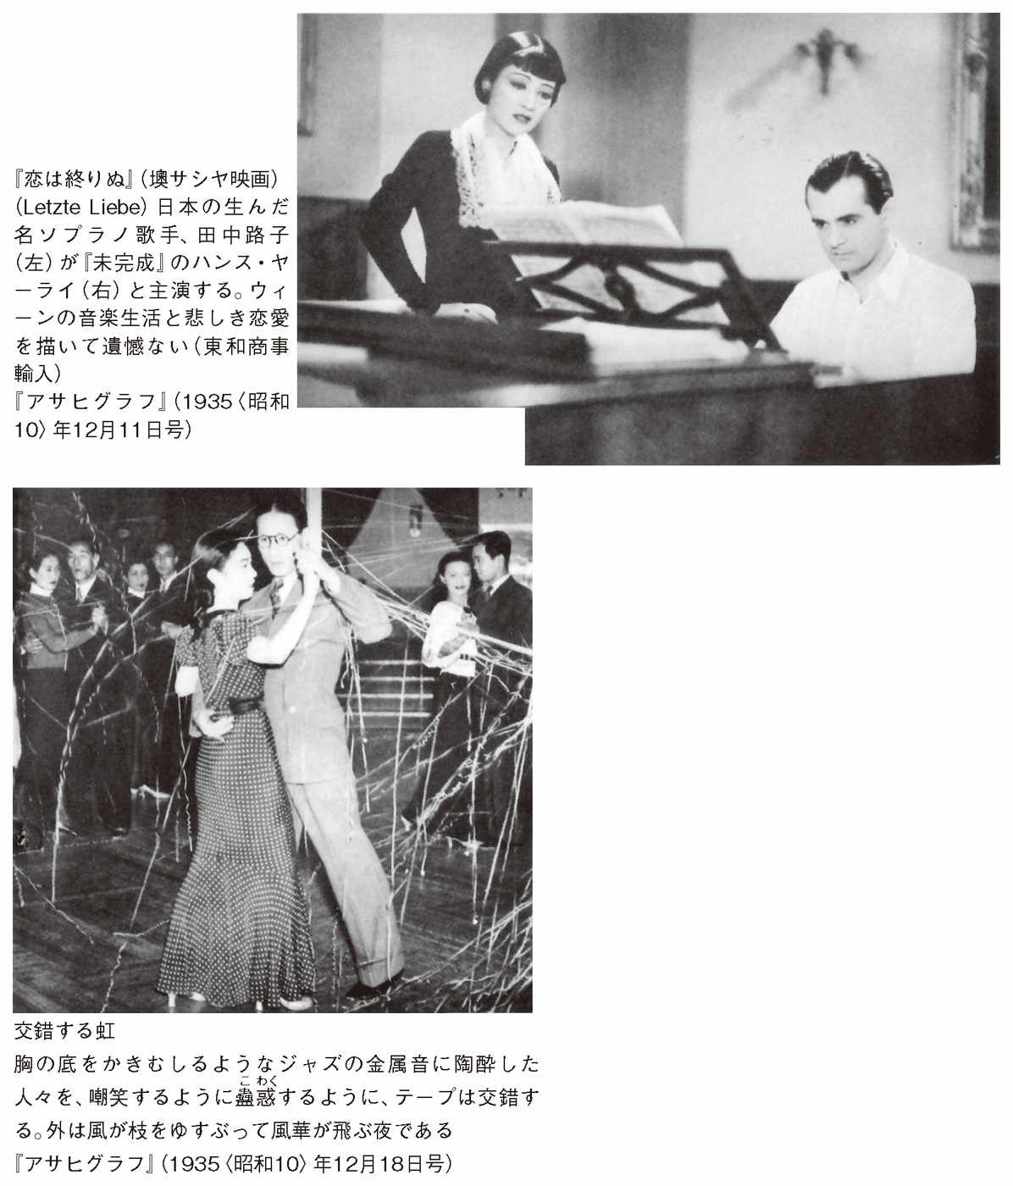 『恋は終りぬ』(墺サシヤ映画)
(Letzte Liebe) 日本の生んだ
名ソプラノ歌手、田中路子
(左)が『未完成』のハンス・ヤ
ーライ(右)と主演する。ウィ
ーンの音楽生活と悲しき恋愛
を描いて遺憾ない(東和商事
輸入)
『アサヒグラフ』(1935〈昭和
10〉年12月11日号)
交錯する虹
胸の底をかきむしるようなジャズの金属音に陶酔した
こ わく
人々を、嘲笑するように蠱惑するように、テープは交錯す
る。外は風が枝をゆすぶって風華が飛ぶ夜である
『アサヒグラフ』(1935〈昭和10〉年12月18日号)